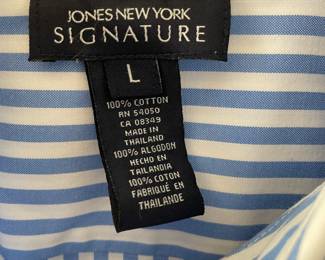 JONES NEW YORK
SIGNATURE
L
100% COTTON
RN 54050
CA 08349
MADE IN
THAILAND
100% ALGODON
HECHO EN
TAILANDIA
100% COTON
FABRIQUÉ EN
THAILANDE